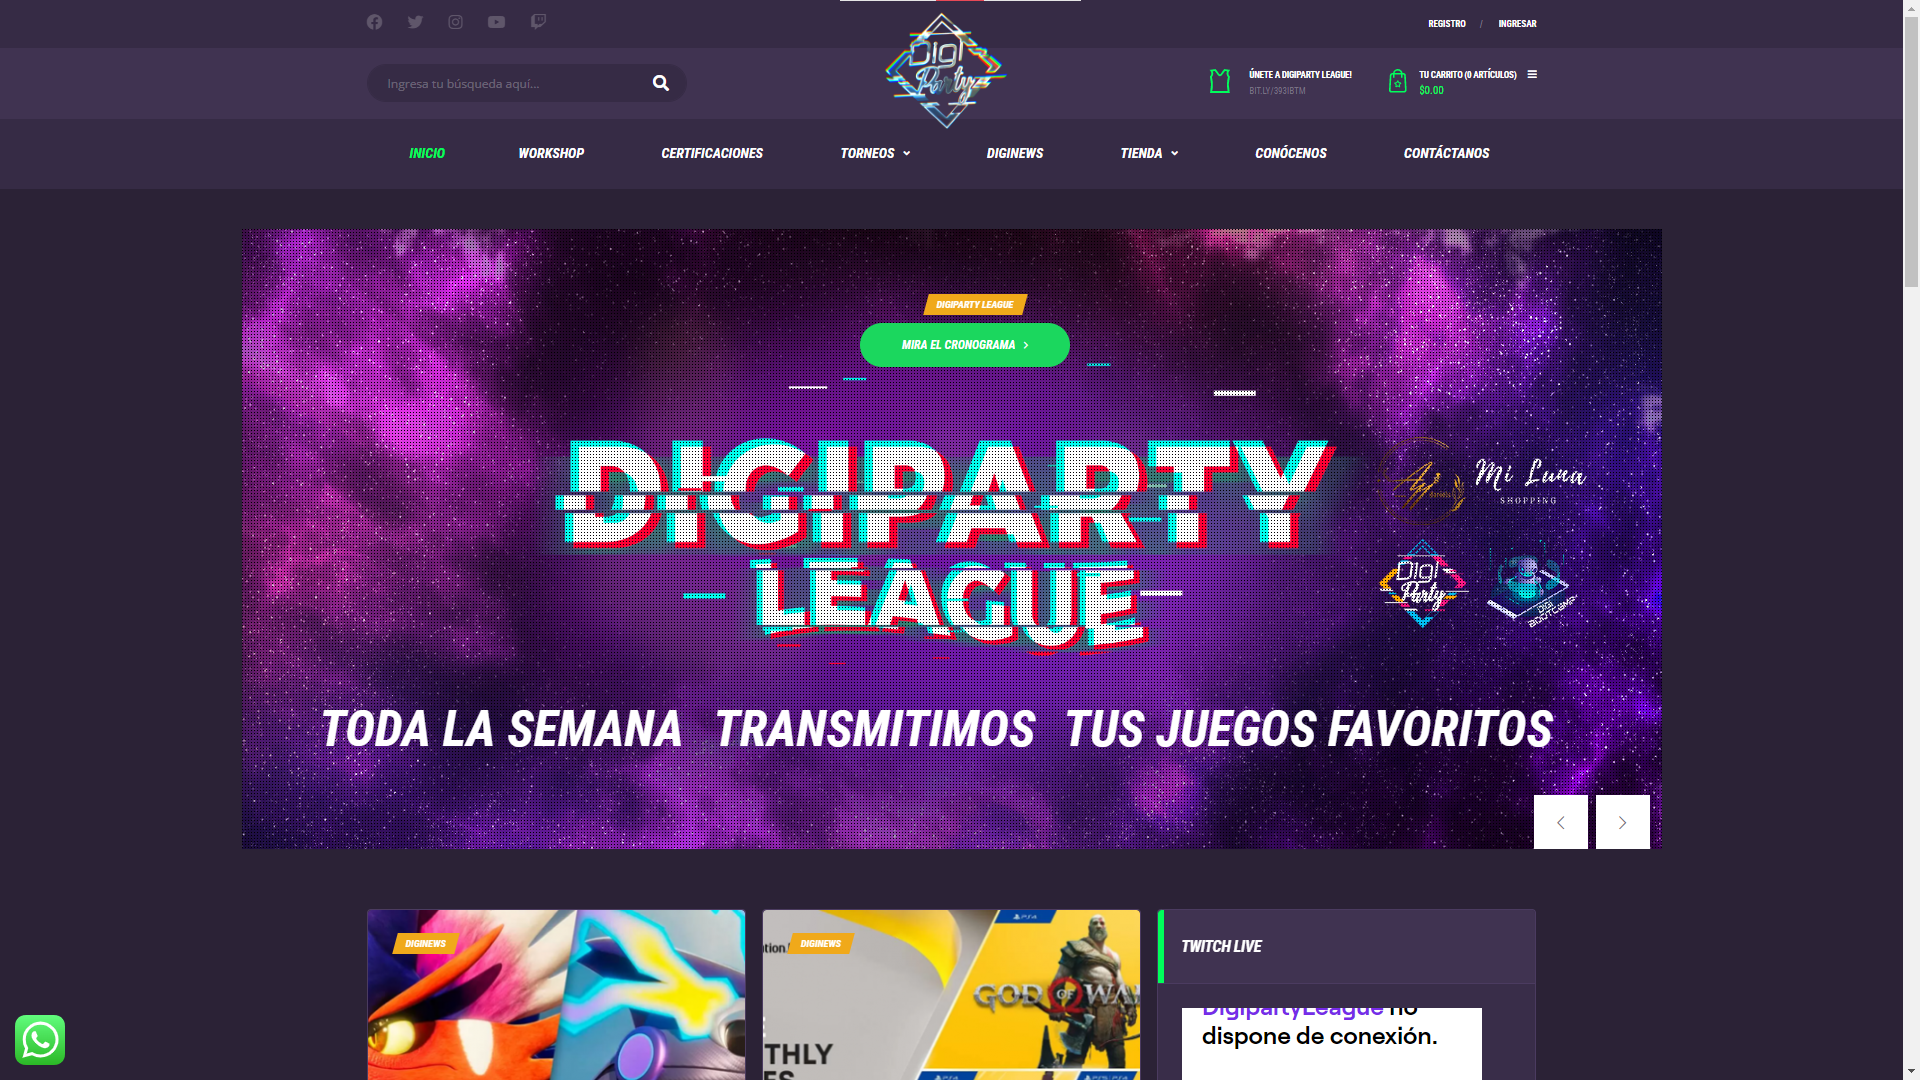 REGISTRO / INGRESAR
Digi Party
Ingresa tu búsqueda aquí...
ÚNETE A DIGIPARTY LEAGUE!
BIT.LY/393IBTM
TU CARRITO (0 ARTÍCULOS)
$0.00
INICIO WORKSHOP CERTIFICACIONES TORNEOS DIGINEWS TIENDA CONÓCENOS CONTÁCTANOS
DIGIPARTY LEAGUE
MIRA EL CRONOGRAMA
DIGIPARTY
LEAGUE
Mi Luna
SHOPPING
Digi Party
DIGI BOOTCAMP
TODA LA SEMANA TRANSMITIMOS TUS JUEGOS FAVORITOS
DIGINEWS
DIGINEWS
GOD OF WA
THLY
ES
TWITCH LIVE
DigipartyLeague no
dispone de conexión.